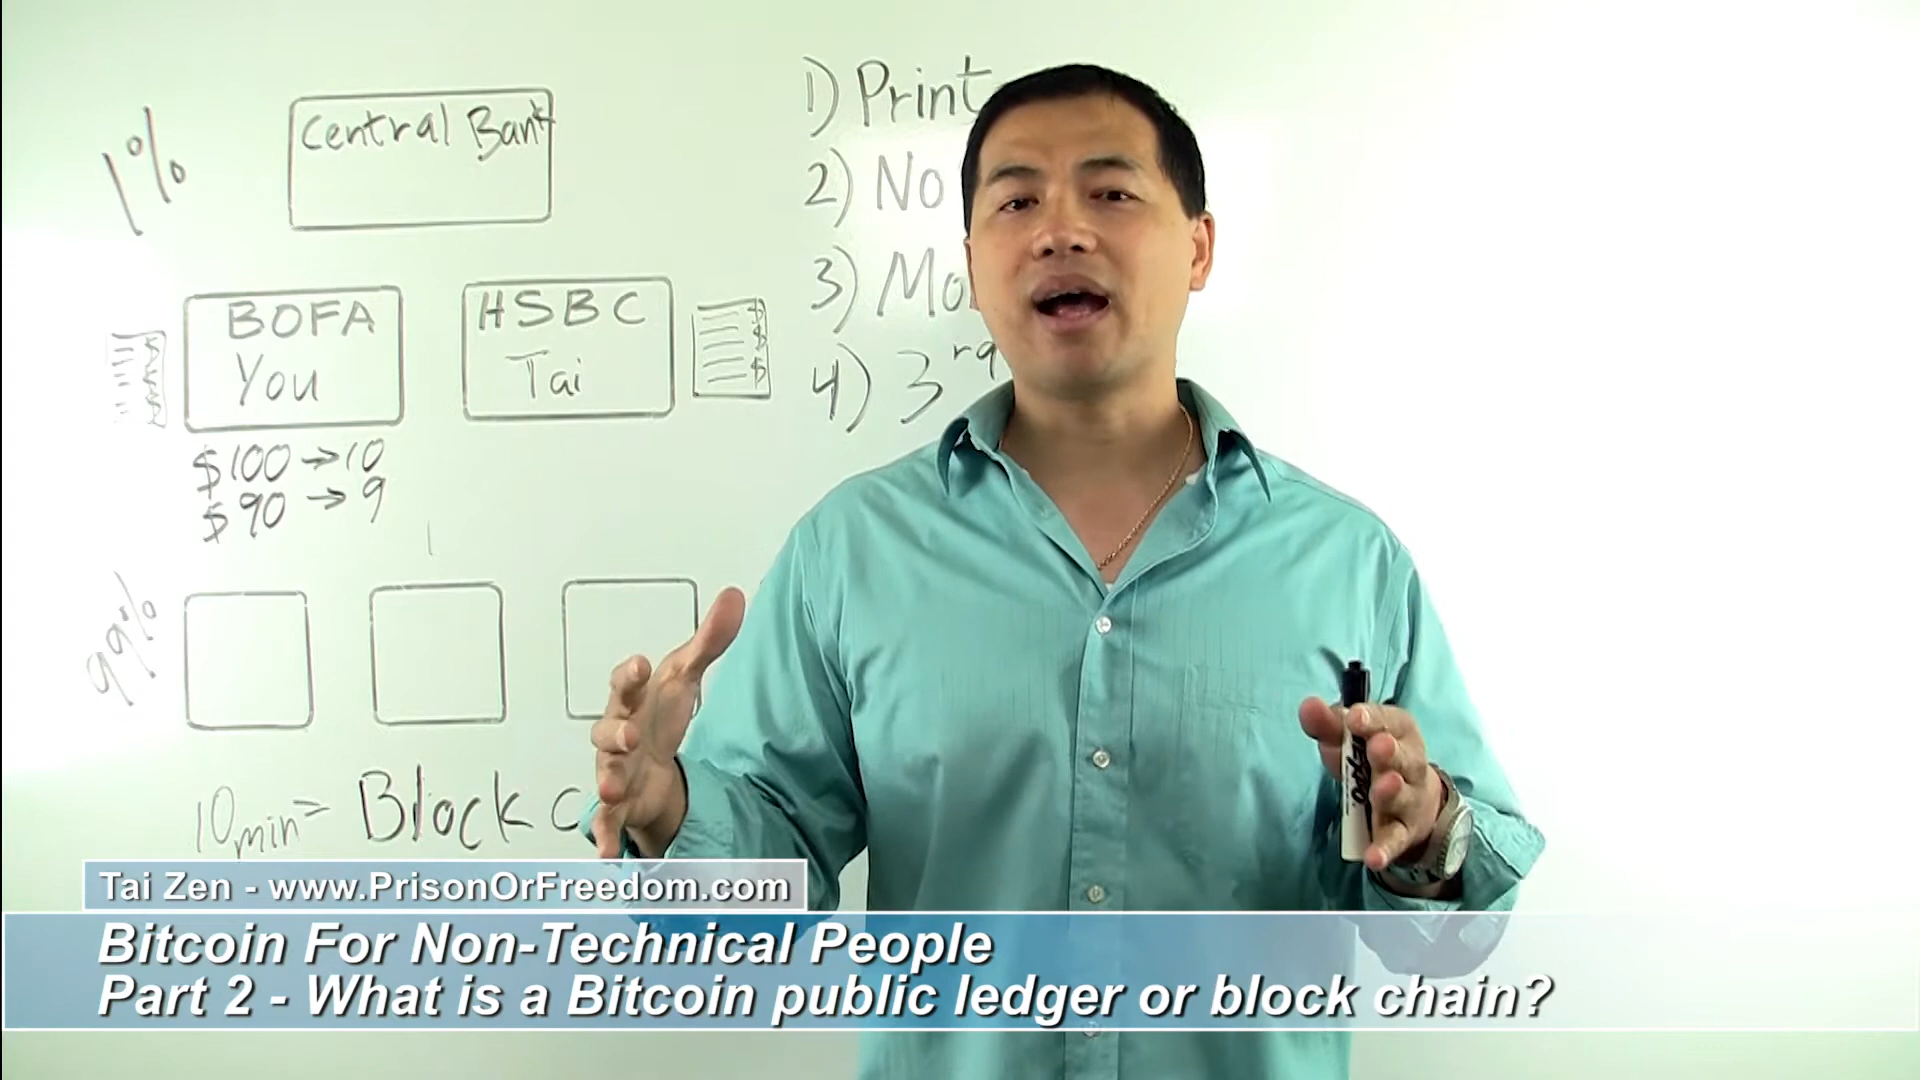 1%
Central Bank
BOFA
You
HSBC
Tai
$
$
$
$100 → 10
$90 → 9
99%
10min = Block c
1) Print
2) No
3) Mo
4) 3rd
Tai Zen - www.PrisonOrFreedom.com
Bitcoin For Non-Technical People
Part 2 - What is a Bitcoin public ledger or block chain?